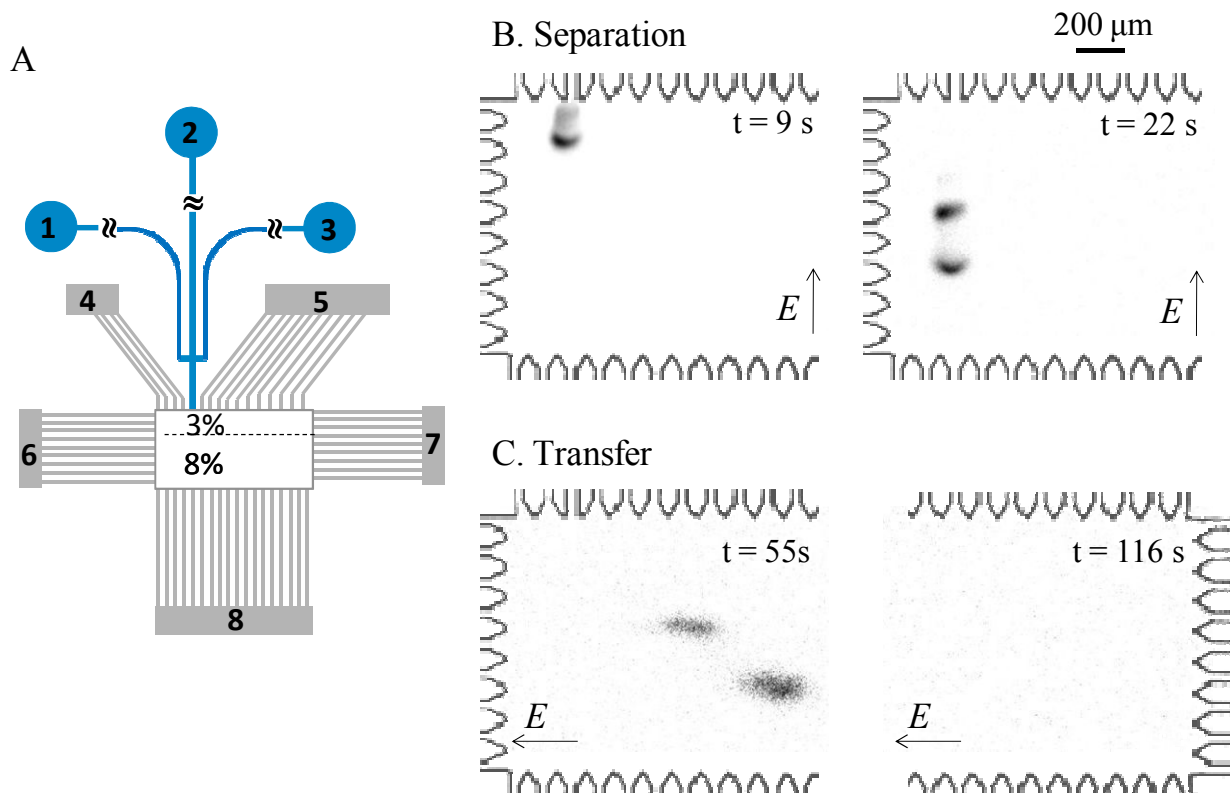 A
2
1
3
4
5
3%
6
7
8%
8
B. Separation
200 μm
t = 9 s
E
t = 22 s
E
C. Transfer
t = 55s
E
t = 116 s
E